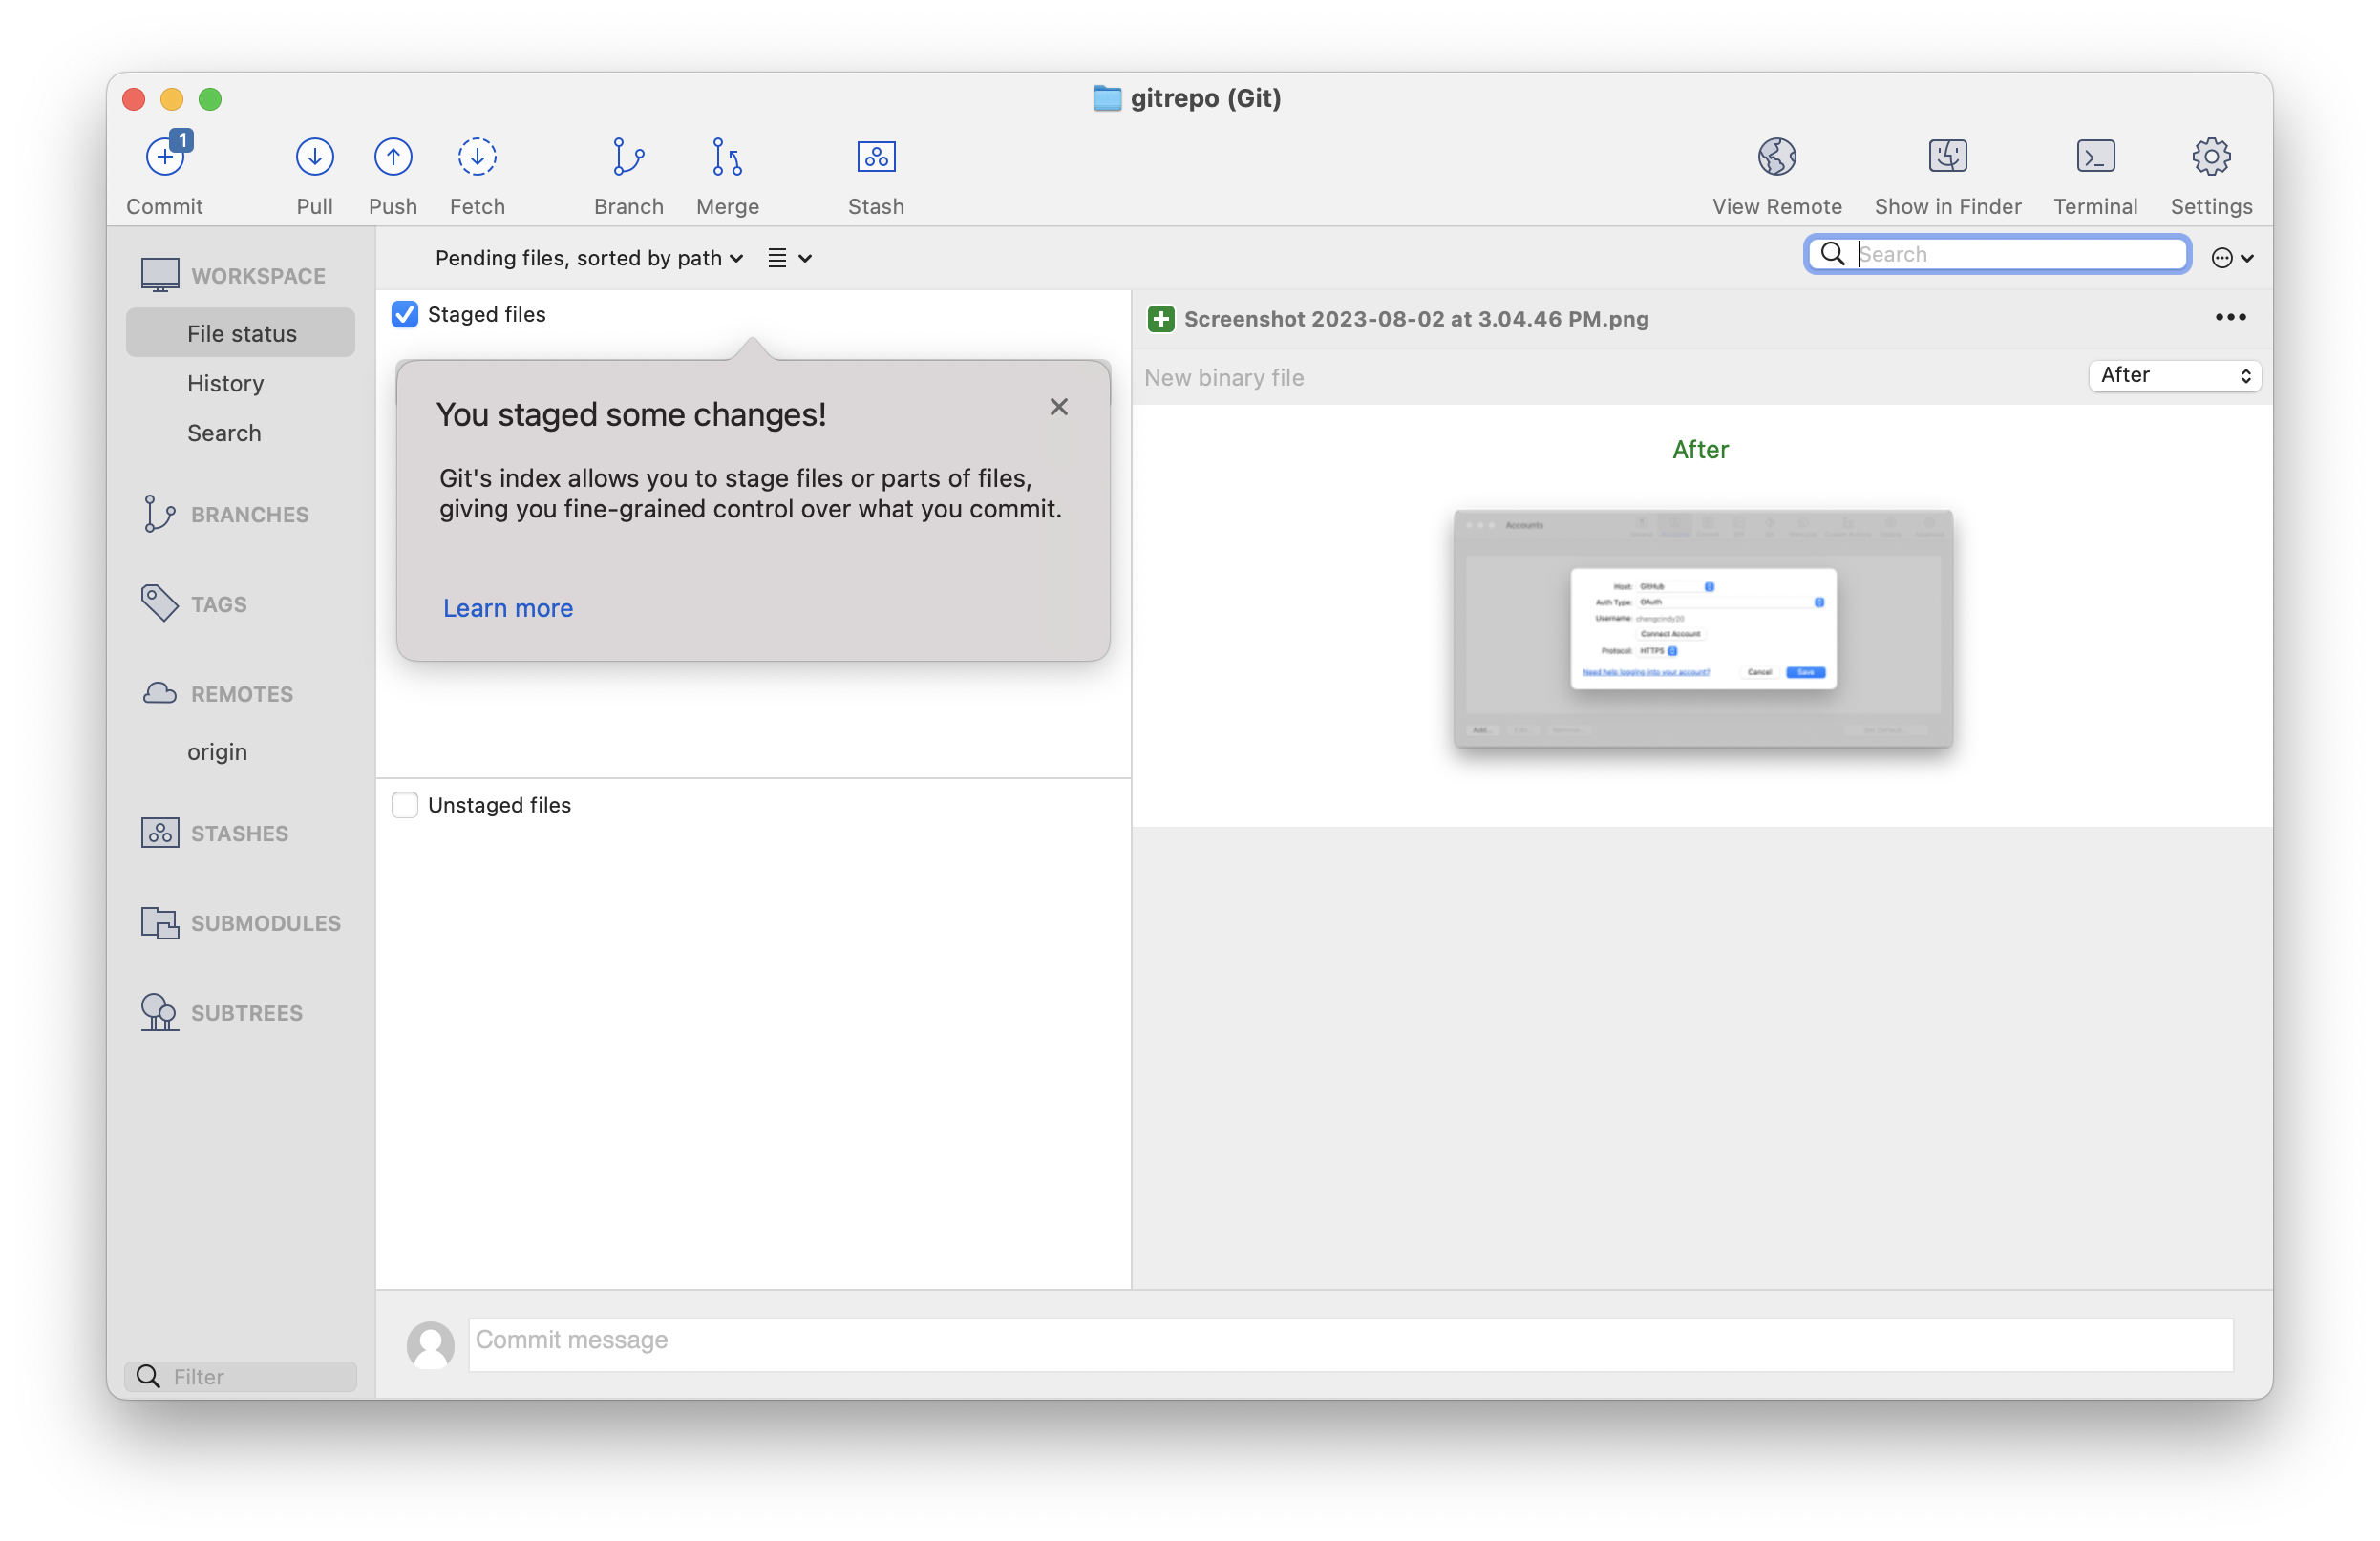 gitrepo (Git)
1
Commit
Pull
Push
Fetch
Branch
Merge
Stash
View Remote
Show in Finder
Terminal
Settings
WORKSPACE
File status
History
Search
BRANCHES
TAGS
REMOTES
origin
STASHES
SUBMODULES
SUBTREES
Filter
Pending files, sorted by path
Search
Staged files
You staged some changes!
Git's index allows you to stage files or parts of files,
giving you fine-grained control over what you commit.
Learn more
Unstaged files
Screenshot 2023-08-02 at 3.04.46 PM.png
New binary file
After
After
Accounts
Host: GitHub
Auth Type: OAuth
Username: chengcindy20
Connect Account
Protocol: HTTPS
Need help logging into your account?
Cancel
Save
Add...
Commit message